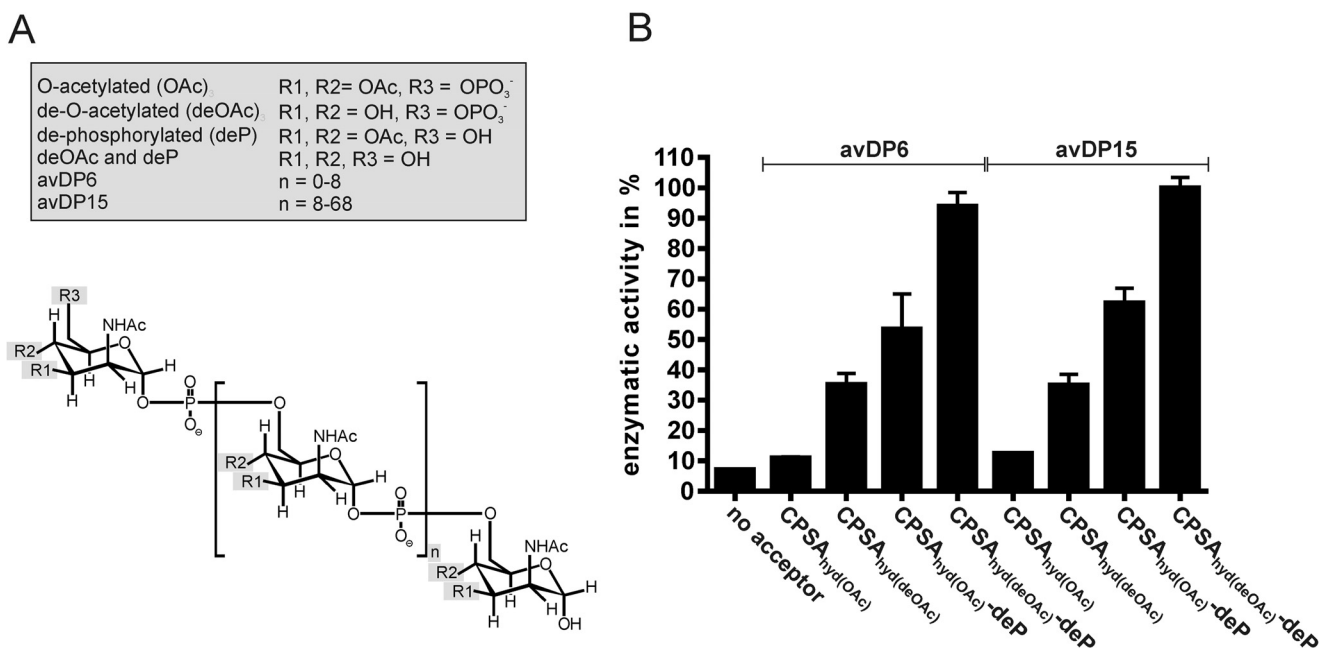 A
O-acetylated (OAc) R1, R2= OAc, R3 = OPO3-
de-O-acetylated (deOAc) R1, R2 = OH, R3 = OPO3-
de-phosphorylated (deP) R1, R2 = OAc, R3 = OH
deOAc and deP R1, R2, R3 = OH
avDP6 n = 0-8
avDP15 n = 8-68
R3
H
NHAc
R2
O
H
R1
H
H
H
O
O
P
O⊖
O
H
NHAc
R2
O
H
R1
H
H
H
O
O
P
O⊖
n
O
H
NHAc
R2
O
H
R1
H
H
H
OH
B
avDP6
avDP15
enzymatic activity in %
110
100
90
80
70
60
50
40
30
20
10
0
no acceptor
CPSAhyd(OAc)
CPSAhyd(deOAc)
CPSAhyd(OAc)-deP
CPSAhyd(deOAc)-deP
CPSAhyd(OAc)
CPSAhyd(deOAc)
CPSAhyd(OAc)-deP
CPSAhyd(deOAc)-deP